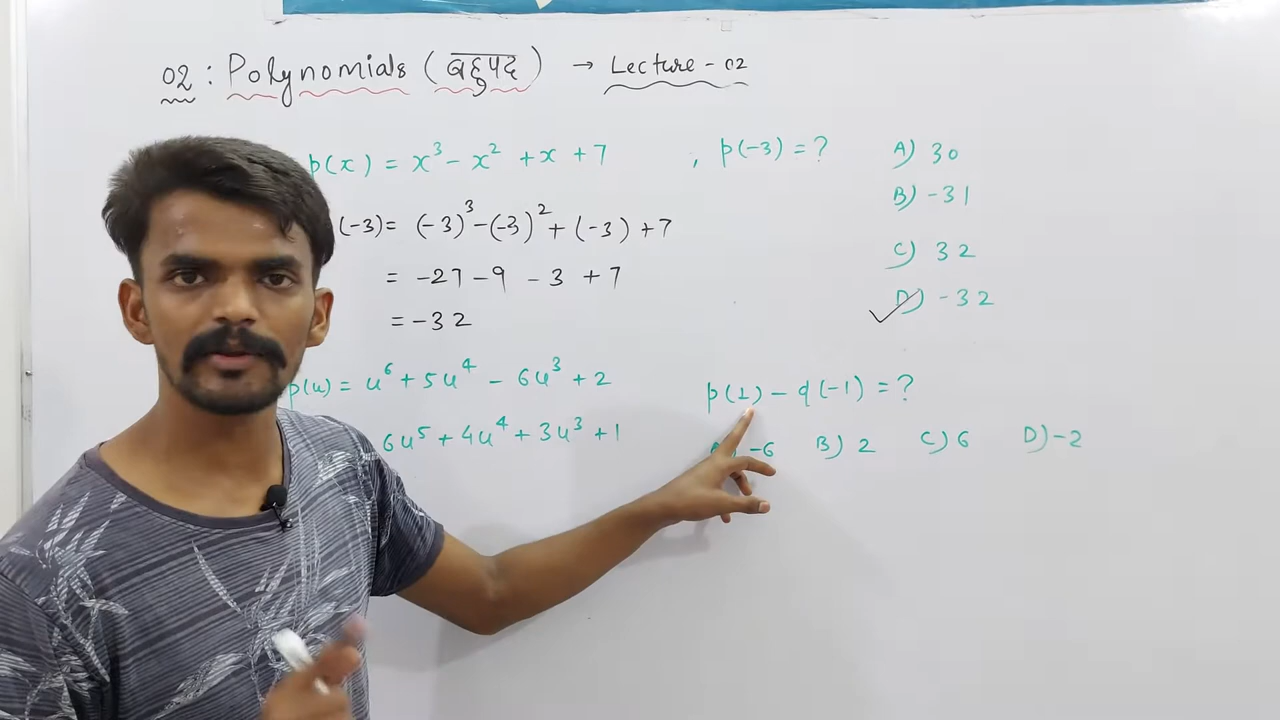 02 : Polynomials (बहुपद) → Lecture - 02
p(x) = x³ - x² + x + 7 , p(-3) = ? A) 30
B) -31
(-3) = (-3)³ - (-3)² + (-3) + 7
C) 32
= -27 - 9 - 3 + 7
D) -32
= -32
p(u) = u⁶ + 5u⁴ - 6u³ + 2 p(1) - q(-1) = ?
6u⁵ + 4u⁴ + 3u³ + 1 -6 B) 2 C) 6 D) -2